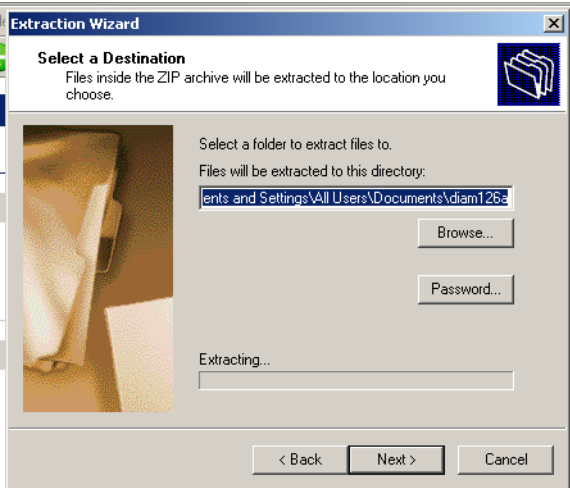 Extraction Wizard
Select a Destination
Files inside the ZIP archive will be extracted to the location you
choose.
Select a folder to extract files to.
Files will be extracted to this directory:
ents and Settings\All Users\Documents\diam126a
Browse...
Password...
Extracting...
< Back
Next >
Cancel